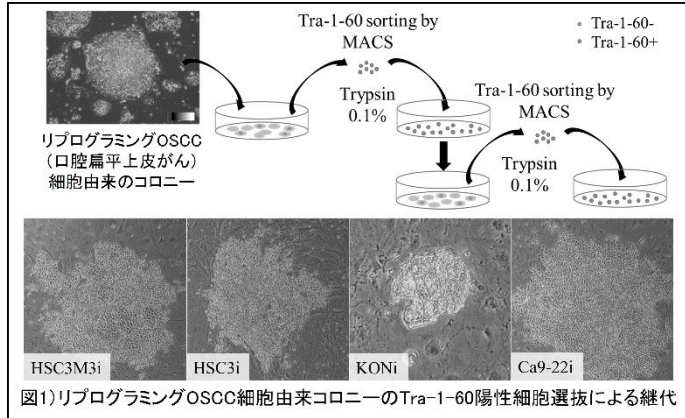 Tra-1-60 sorting by
MACS
Trypsin
0.1%
Tra-1-60-
Tra-1-60+
Tra-1-60 sorting by
MACS
Trypsin
0.1%
リプログラミングOSCC
(口腔扁平上皮がん)
細胞由来のコロニー
HSC3M3i
HSC3i
KONi
Ca9-22i
図1)リプログラミングOSCC細胞由来コロニーのTra-1-60陽性細胞選抜による継代